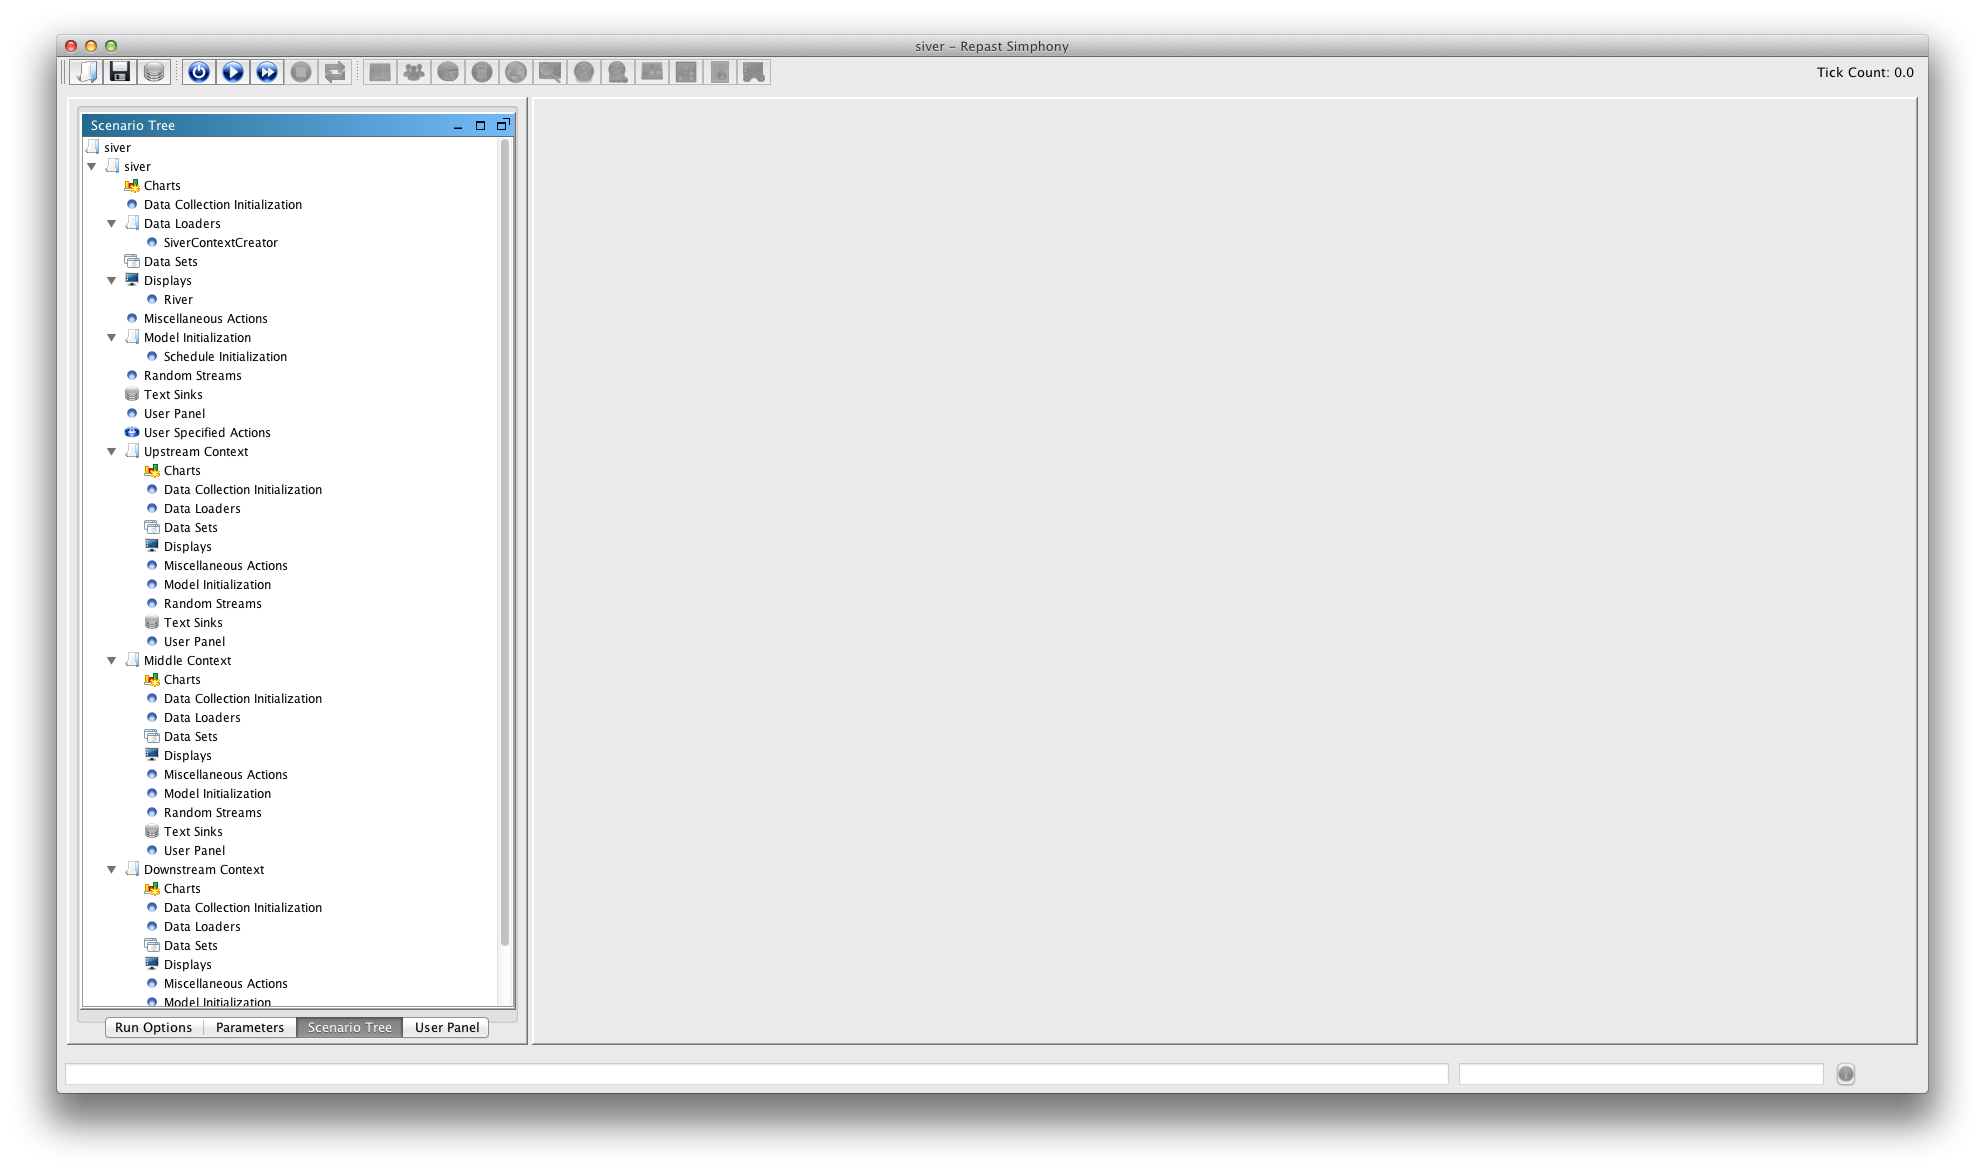 siver – Repast Simphony
Tick Count: 0.0
Scenario Tree
siver
siver
Charts
Data Collection Initialization
Data Loaders
SiverContextCreator
Data Sets
Displays
River
Miscellaneous Actions
Model Initialization
Schedule Initialization
Random Streams
Text Sinks
User Panel
User Specified Actions
Upstream Context
Charts
Data Collection Initialization
Data Loaders
Data Sets
Displays
Miscellaneous Actions
Model Initialization
Random Streams
Text Sinks
User Panel
Middle Context
Charts
Data Collection Initialization
Data Loaders
Data Sets
Displays
Miscellaneous Actions
Model Initialization
Random Streams
Text Sinks
User Panel
Downstream Context
Charts
Data Collection Initialization
Data Loaders
Data Sets
Displays
Miscellaneous Actions
Model Initialization
Run Options Parameters Scenario Tree User Panel